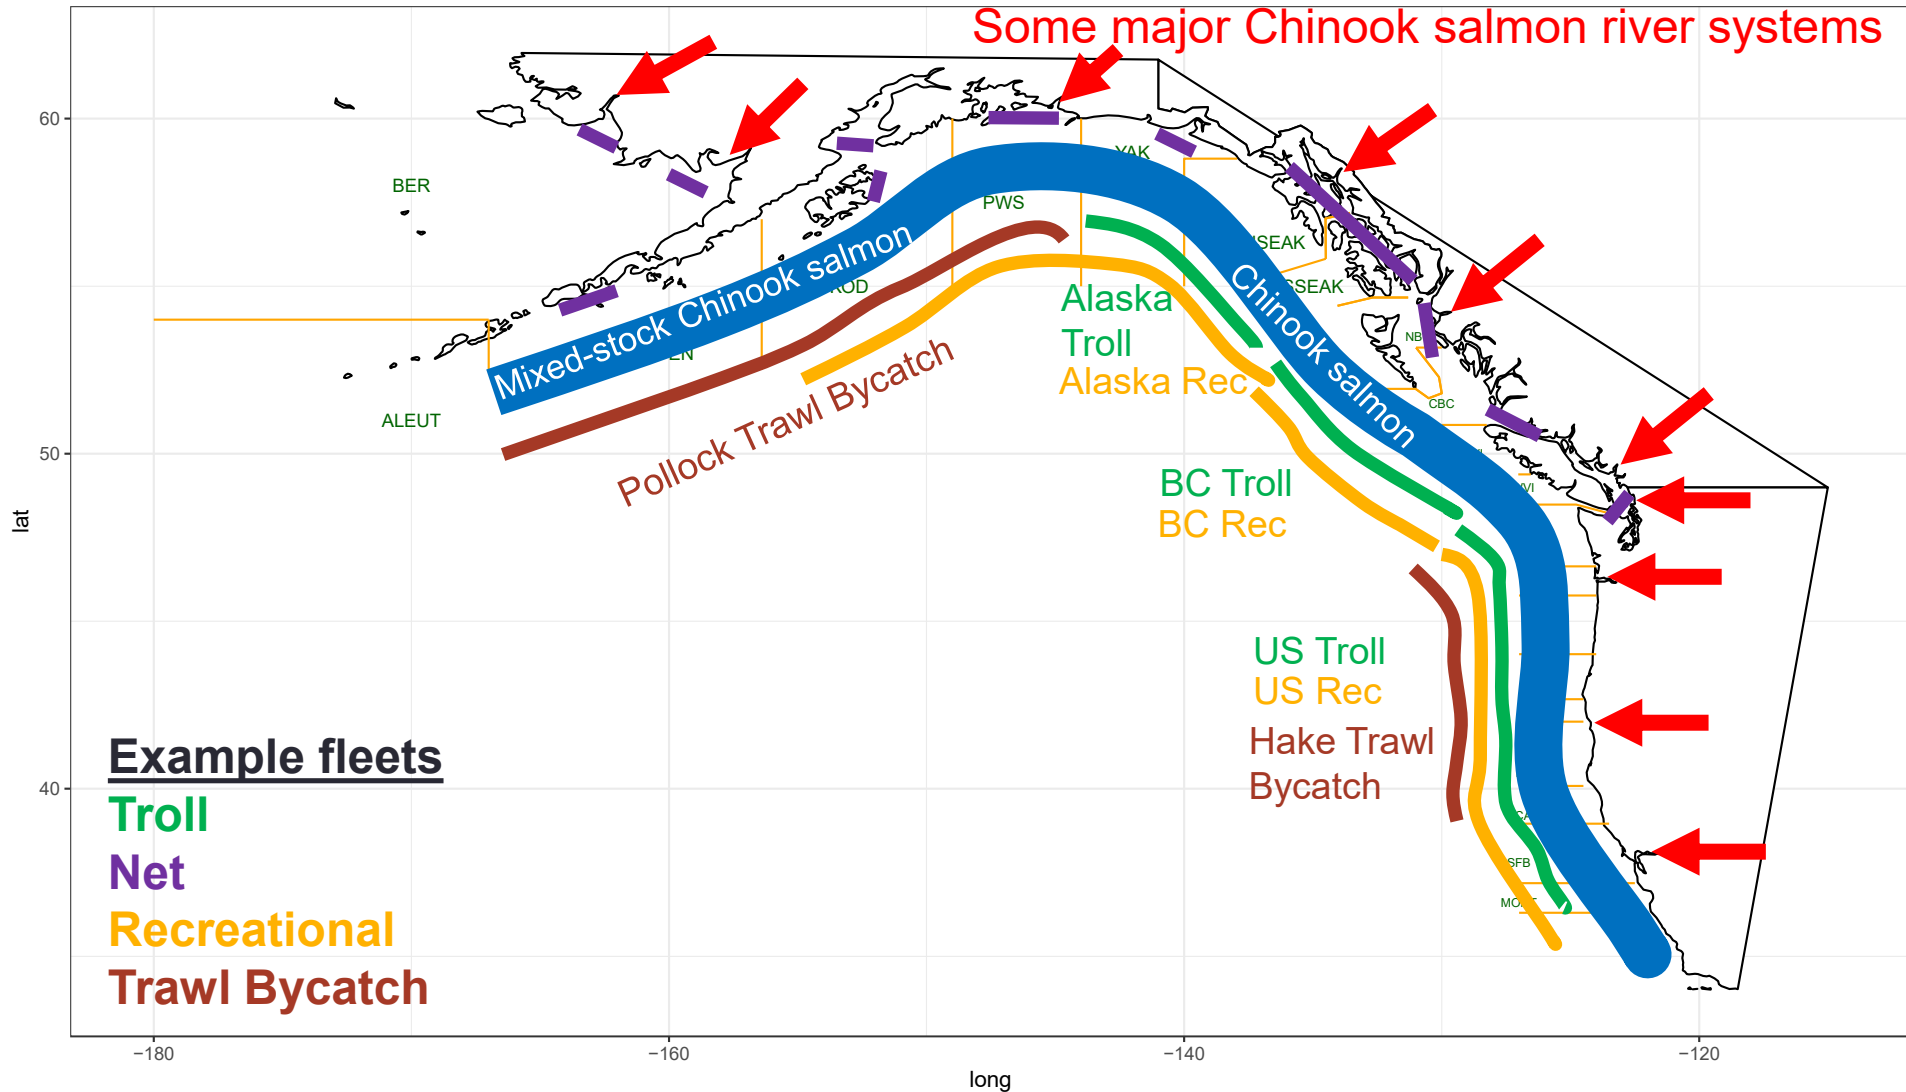 Some major Chinook salmon river systems
60
YAK
BER
PWS
SEAK
SSEAK
Mixed-stock Chinook salmon
Chinook salmon
Alaska
Troll
Alaska Rec
Pollock Trawl Bycatch
ALEUT
CBC
50
BC Troll
BC Rec
lat
US Troll
US Rec
Hake Trawl
Bycatch
Example fleets
Troll
Net
Recreational
Trawl Bycatch
40
SFB
−180
−160
−140
−120
long